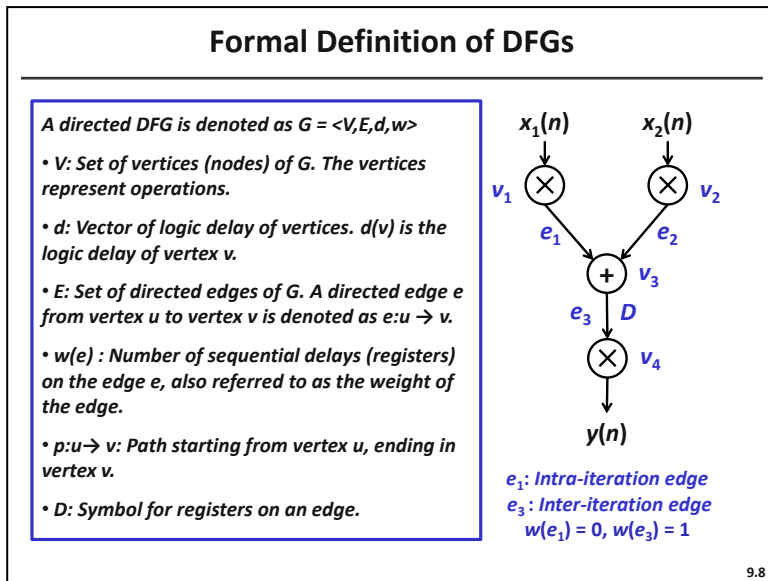 Formal Definition of DFGs
A directed DFG is denoted as G = <V,E,d,w>
• V: Set of vertices (nodes) of G. The vertices
represent operations.
• d: Vector of logic delay of vertices. d(v) is the
logic delay of vertex v.
• E: Set of directed edges of G. A directed edge e
from vertex u to vertex v is denoted as e:u → v.
• w(e) : Number of sequential delays (registers)
on the edge e, also referred to as the weight of
the edge.
• p:u→ v: Path starting from vertex u, ending in
vertex v.
• D: Symbol for registers on an edge.
x₁(n) x₂(n)
v₁ × × v₂
e₁ e₂
+ v₃
e₃ D
× v₄
y(n)
e₁: Intra-iteration edge
e₃ : Inter-iteration edge
w(e₁) = 0, w(e₃) = 1
9.8